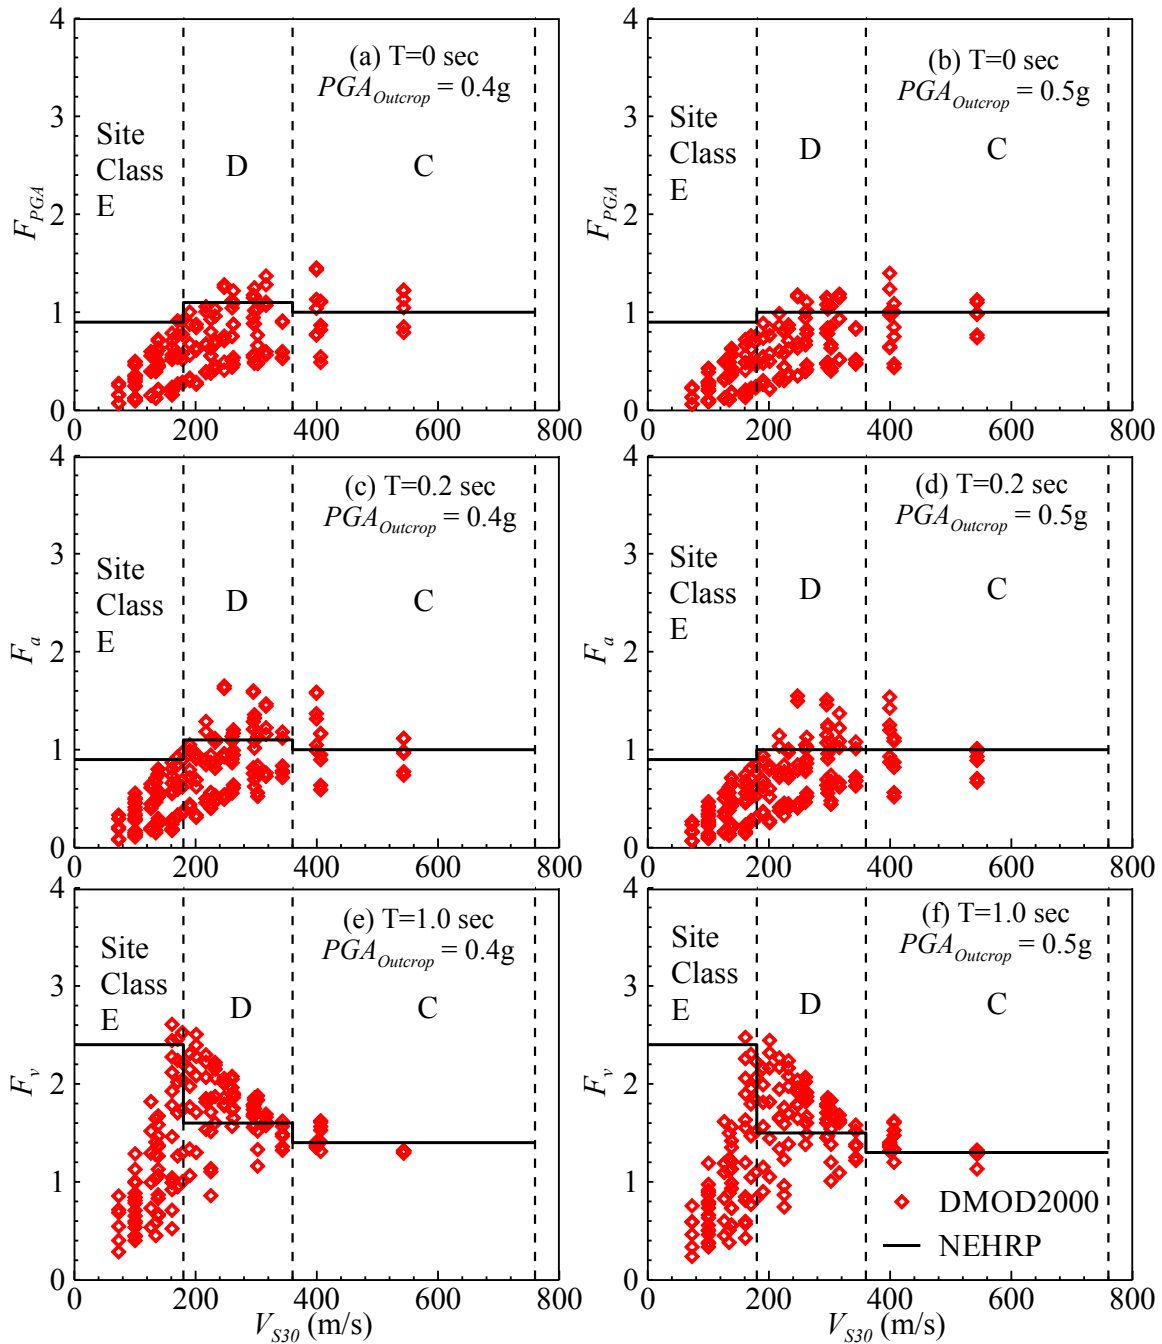 (a) T=0 sec
PGA_Outcrop = 0.4g
Site
Class
E
D
C
F_PGA
4
3
2
1
0
0 200 400 600 800
(b) T=0 sec
PGA_Outcrop = 0.5g
Site
Class
E
D
C
F_PGA
4
3
2
1
0
0 200 400 600 800
(c) T=0.2 sec
PGA_Outcrop = 0.4g
Site
Class
E
D
C
F_a
4
3
2
1
0
0 200 400 600 800
(d) T=0.2 sec
PGA_Outcrop = 0.5g
Site
Class
E
D
C
F_a
4
3
2
1
0
0 200 400 600 800
(e) T=1.0 sec
PGA_Outcrop = 0.4g
Site
Class
E
D
C
F_v
4
3
2
1
0
0 200 400 600 800
V_S30 (m/s)
(f) T=1.0 sec
PGA_Outcrop = 0.5g
Site
Class
E
D
C
F_v
4
3
2
1
0
DMOD2000
NEHRP
0 200 400 600 800
V_S30 (m/s)